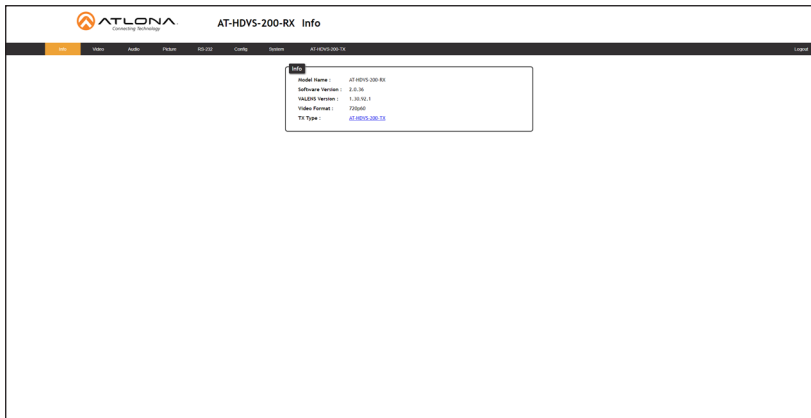 ATLONA
Connecting Technology
AT-HDVS-200-RX Info
Info Video Audio Picture RS-232 Config System AT-HDVS-200-TX Logout
Info
Model Name : AT-HDVS-200-RX
Software Version : 2.0.36
VALENS Version : 1.30.92.1
Video Format : 720p60
TX Type : AT-HDVS-200-TX